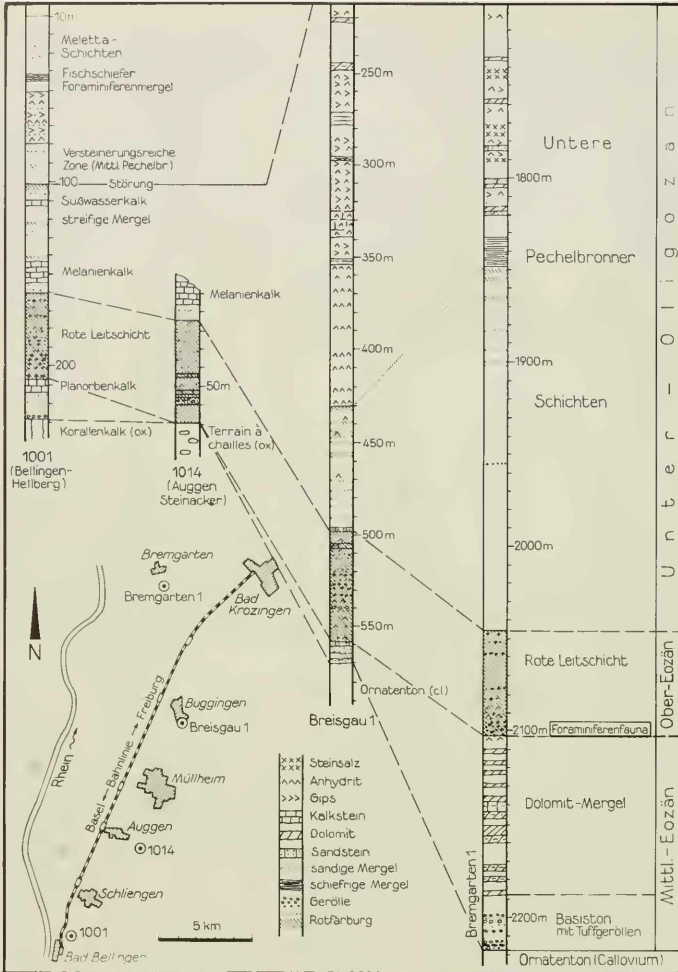 10m
Meletta-
Schichten
Fischschiefer
Foraminiferenmergel
Versteinerungsreiche
Zone (Mittl. Pechelbr)
100 Störung
Süßwasserkalk
streifige Mergel
Melanienkalk
Rote Leitschicht
200
Planorbenkalk
Korallenkalk (ox)
1001
(Bellingen-
Hellberg)
Melanienkalk
50m
Terrain à
chailles (ox)
1014
(Auggen
Steinacker)
250m
300m
350m
400m
450m
500m
550m
Ornatenton (cl)
Breisgau 1
Untere
1800m
Pechelbronner
1900m
Schichten
2000m
Rote Leitschicht
2100m
Foraminiferenfauna
Dolomit-Mergel
2200m
Basiston
mit Tuffgeröllen
Ornatenton (Callovium)
Bremgarten 1
Unter-Oligozän
Ober-Eozän
Mittl.-Eozän
N
Rhein
Bremgarten
Bremgarten 1
Bad
Krozingen
Basel Bahnlinie Freiburg
Buggingen
Breisgau 1
Müllheim
Auggen
1014
Schliengen
1001
Bad Bellingen
5 km
Steinsalz
Anhydrit
Gips
Kalkstein
Dolomit
Sandstein
sandige Mergel
schiefrige Mergel
Gerölle
Rotfärbung